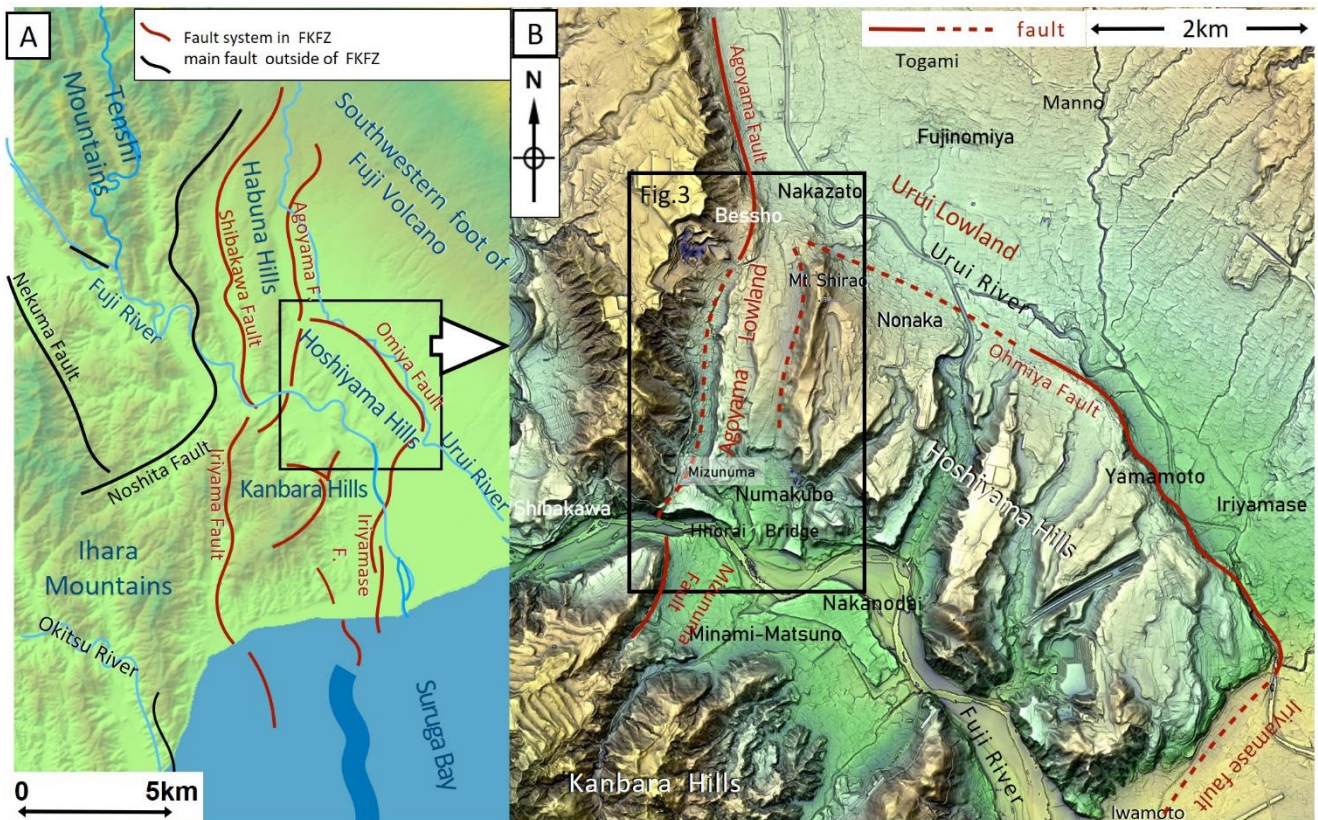 A
Fault system in FKFZ
main fault outside of FKFZ
Tenshi
Mountains
Southwestern foot of
Fuji Volcano
Habuna Hills
Shibakawa Fault
Agoyama F.
Nekuma Fault
Fuji River
Hoshiyama Hills
Omiya Fault
Noshita Fault
Urui River
Iriyama Fault
Kanbara Hills
Iriyamase
F.
Ihara
Mountains
Okitsu River
Suruga Bay
0 5km
B
fault
2km
N
Agoyama Fault
Togami
Manno
Fujinomiya
Fig.3
Nakazato
Urui Lowland
Bessho
Urui River
Mt. Shirao
Nonaka
Agoyama Lowland
Ohmiya Fault
Hoshiyama Hills
Yamamoto
Mizunuma
Numakubo
Iriyamase
Shibakawa
Hhorai Bridge
Mizunuma
Fault
Nakanodai
Minami-Matsuno
Fuji River
Iriyamase fault
Kanbara Hills
Iwamoto